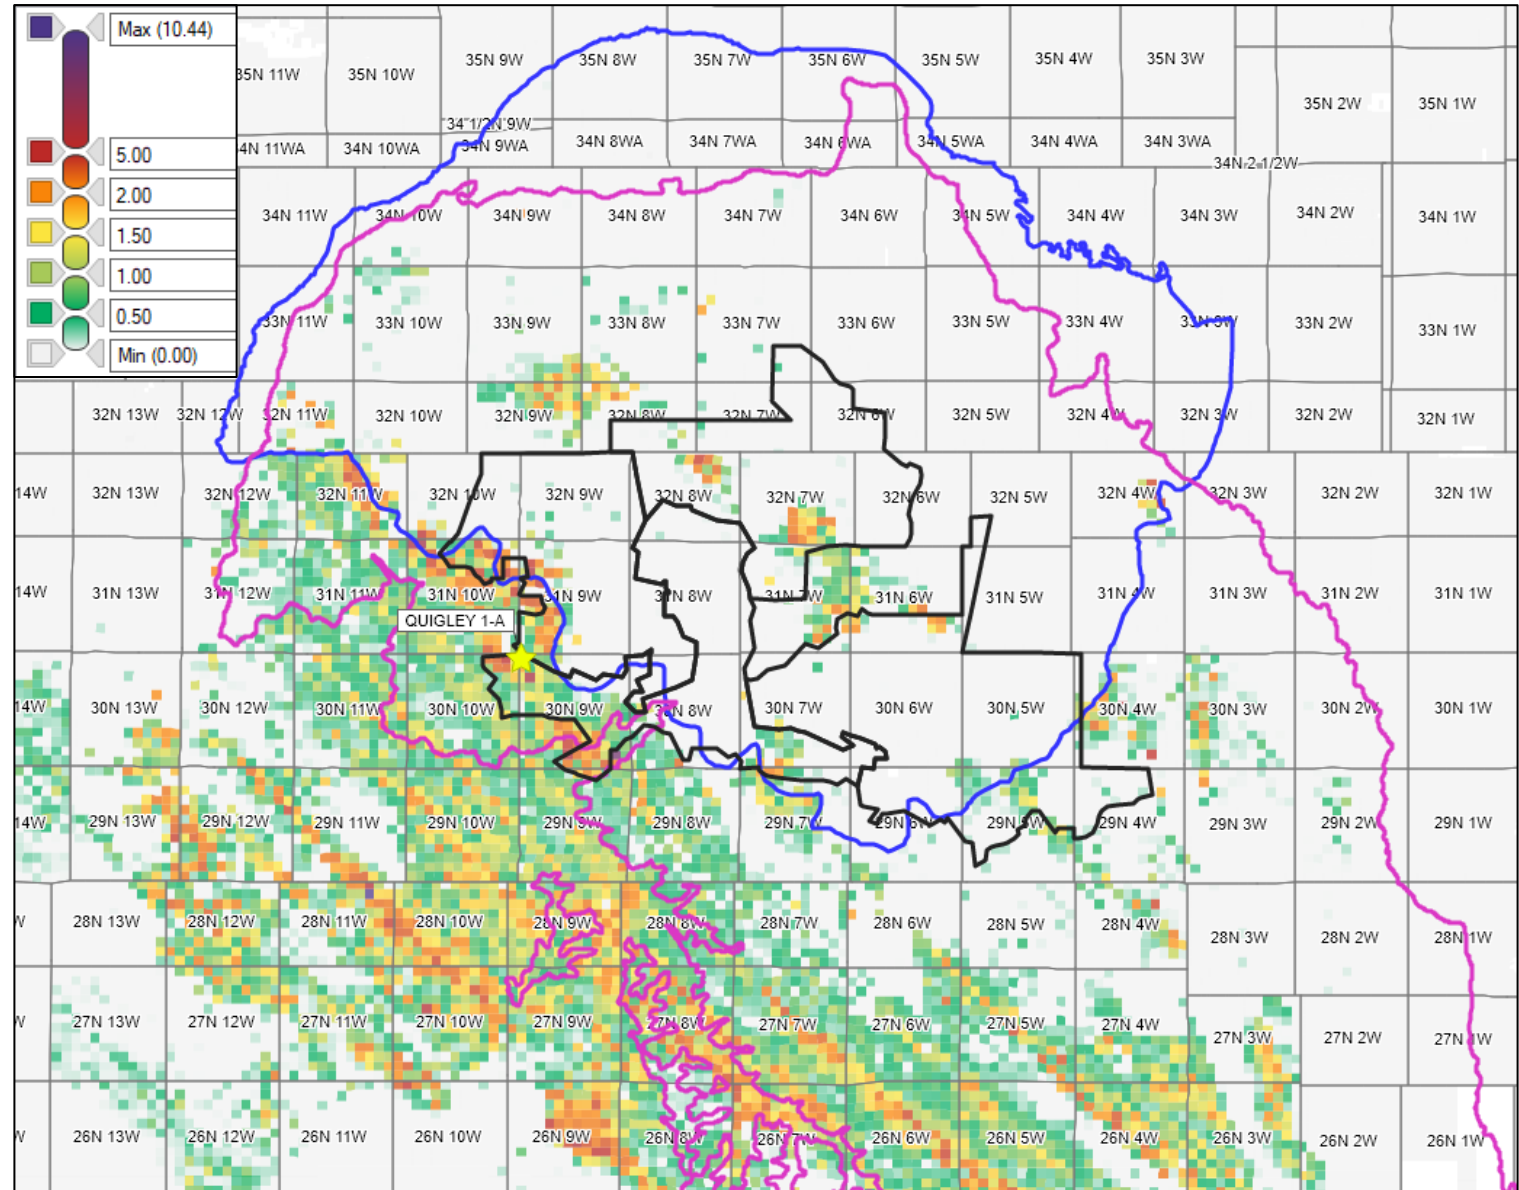 Max (10.44)
5.00
2.00
1.50
1.00
0.50
Min (0.00)
35N 11W
35N 10W
35N 9W
35N 8W
35N 7W
35N 6W
35N 5W
35N 4W
35N 3W
35N 2W
35N 1W
34 1/2N 9W
34N 11WA
34N 10WA
34N 9WA
34N 8WA
34N 7WA
34N 6WA
34N 5WA
34N 4WA
34N 3WA
34N 2 1/2W
34N 11W
34N 10W
34N 9W
34N 8W
34N 7W
34N 6W
34N 5W
34N 4W
34N 3W
34N 2W
34N 1W
33N 11W
33N 10W
33N 9W
33N 8W
33N 7W
33N 6W
33N 5W
33N 4W
33N 3W
33N 2W
33N 1W
32N 13W
32N 12W
32N 11W
32N 10W
32N 9W
32N 8W
32N 7W
32N 6W
32N 5W
32N 4W
32N 3W
32N 2W
32N 1W
14W
32N 13W
32N 12W
32N 11W
32N 10W
32N 9W
32N 8W
32N 7W
32N 6W
32N 5W
32N 4W
32N 3W
32N 2W
32N 1W
14W
31N 13W
31N 12W
31N 11W
31N 10W
31N 9W
31N 8W
31N 7W
31N 6W
31N 5W
31N 4W
31N 3W
31N 2W
31N 1W
QUIGLEY 1-A
14W
30N 13W
30N 12W
30N 11W
30N 10W
30N 9W
30N 8W
30N 7W
30N 6W
30N 5W
30N 4W
30N 3W
30N 2W
30N 1W
14W
29N 13W
29N 12W
29N 11W
29N 10W
29N 9W
29N 8W
29N 7W
29N 6W
29N 5W
29N 4W
29N 3W
29N 2W
29N 1W
W
28N 13W
28N 12W
28N 11W
28N 10W
28N 9W
28N 8W
28N 7W
28N 6W
28N 5W
28N 4W
28N 3W
28N 2W
28N 1W
W
27N 13W
27N 12W
27N 11W
27N 10W
27N 9W
27N 8W
27N 7W
27N 6W
27N 5W
27N 4W
27N 3W
27N 2W
27N 1W
W
26N 13W
26N 12W
26N 11W
26N 10W
26N 9W
26N 8W
26N 7W
26N 6W
26N 5W
26N 4W
26N 3W
26N 2W
26N 1W